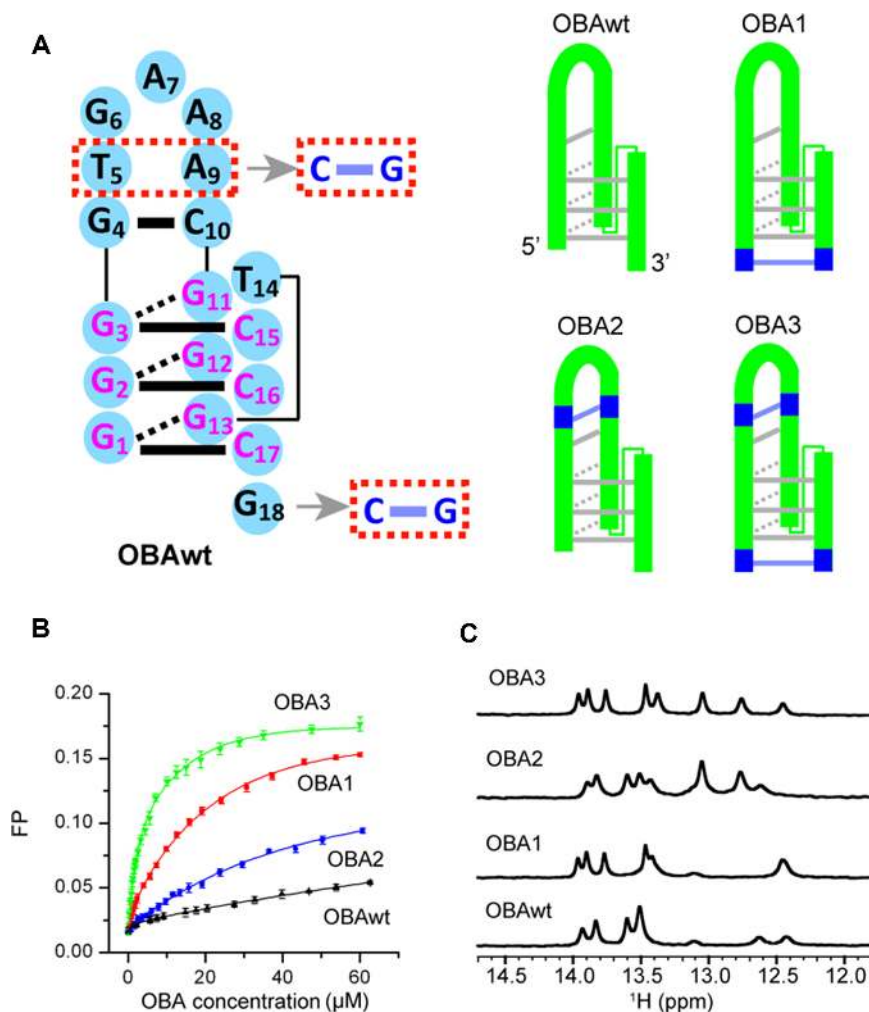 A
A7
G6 A8
T5 A9 C G
G4 C10
T14
G11
G3 C15
G12
G2 C16
G13
G1 C17
G18 C G
OBAwt
OBAwt OBA1
5' 3'
OBA2 OBA3
B
0.20
0.15
0.10
0.05
0.00
FP
OBA3
OBA1
OBA2
OBAwt
0 20 40 60
OBA concentration (μM)
C
OBA3
OBA2
OBA1
OBAwt
14.5 14.0 13.5 13.0 12.5 12.0
¹H (ppm)